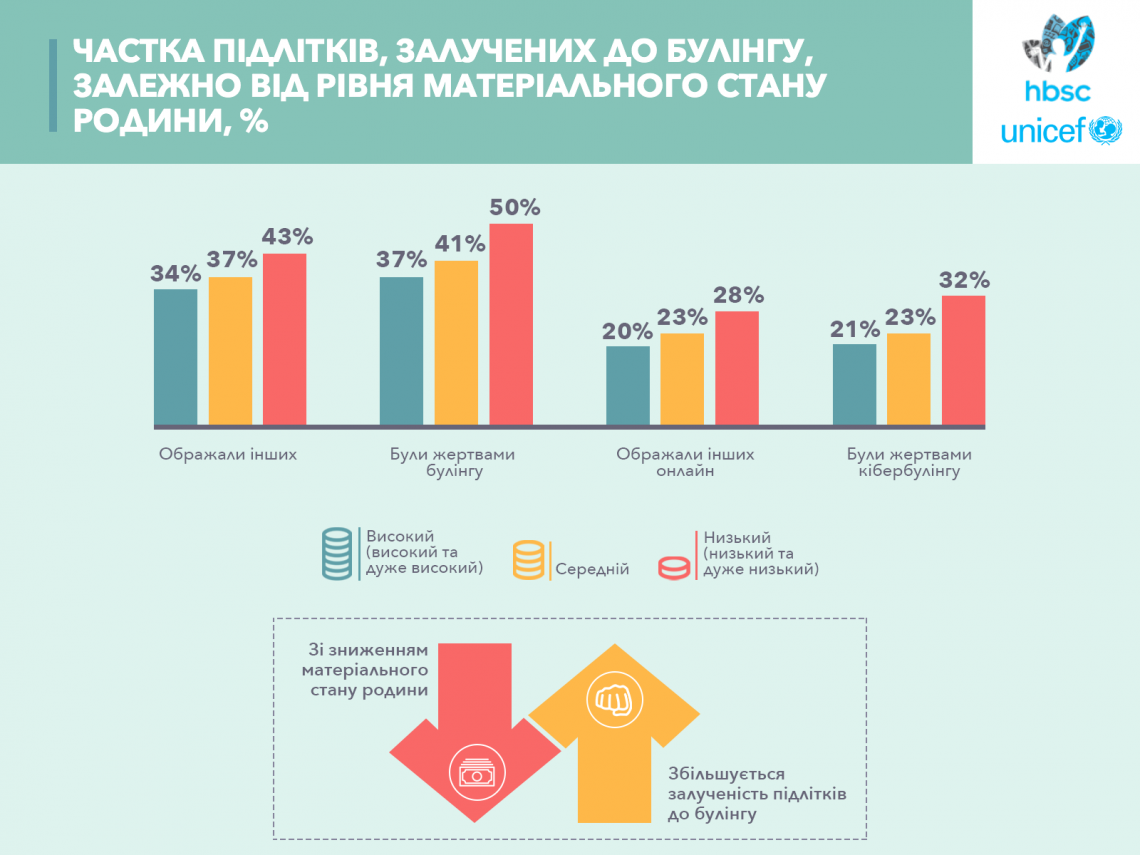 ЧАСТКА ПІДЛІТКІВ, ЗАЛУЧЕНИХ ДО БУЛІНГУ,
ЗАЛЕЖНО ВІД РІВНЯ МАТЕРІАЛЬНОГО СТАНУ
РОДИНИ, %
hbsc
unicef
34%
37%
43%
37%
41%
50%
20%
23%
28%
21%
23%
32%
Ображали інших
Були жертвами
булінгу
Ображали інших
онлайн
Були жертвами
кібербулінгу
Високий
(високий та
дуже високий)
Середній
Низький
(низький та
дуже низький)
Зі зниженням
матеріального
стану родини
Збільшується
залученість підлітків
до булінгу